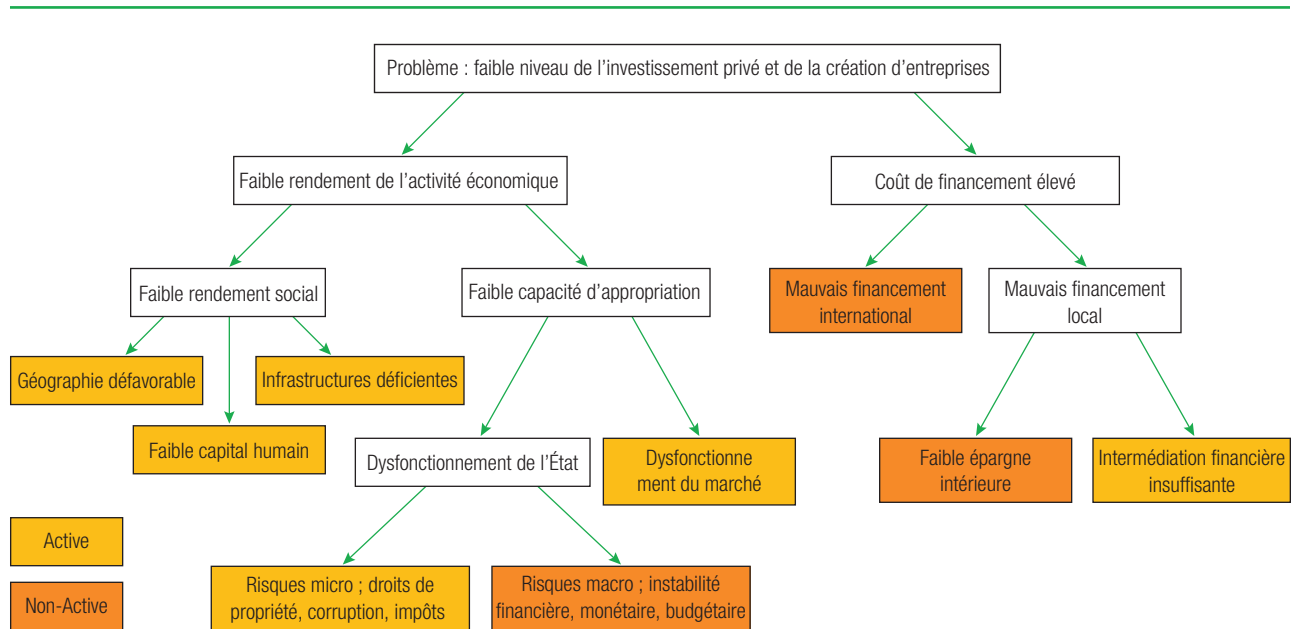 Problème : faible niveau de l'investissement privé et de la création d'entreprises
Faible rendement de l'activité économique
Coût de financement élevé
Faible rendement social
Faible capacité d'appropriation
Mauvais financement
international
Mauvais financement
local
Géographie défavorable
Infrastructures déficientes
Faible capital humain
Dysfonctionnement de l'État
Dysfonctionne
ment du marché
Faible épargne
intérieure
Intermédiation financière
insuffisante
Active
Non-Active
Risques micro ; droits de
propriété, corruption, impôts
Risques macro ; instabilité
financière, monétaire, budgétaire